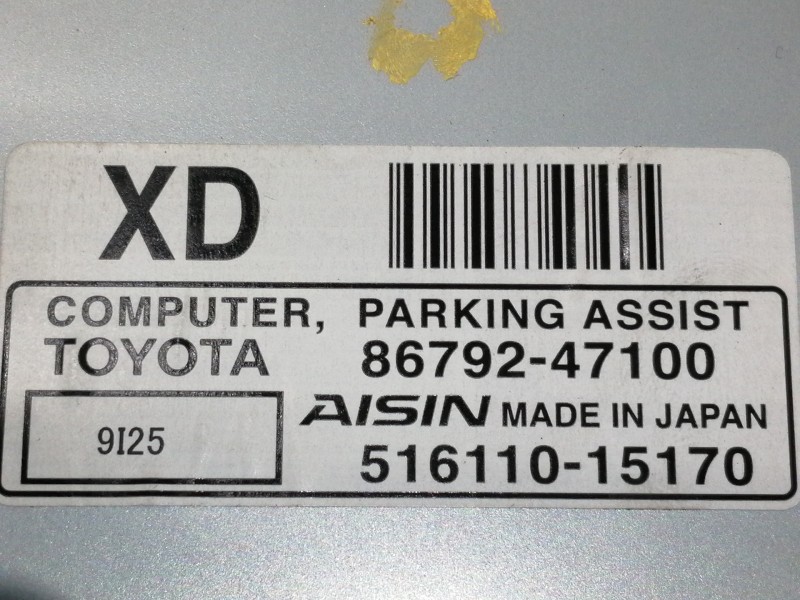 XD
COMPUTER, PARKING ASSIST
TOYOTA 86792-47100
9I25 AISIN MADE IN JAPAN
516110-15170